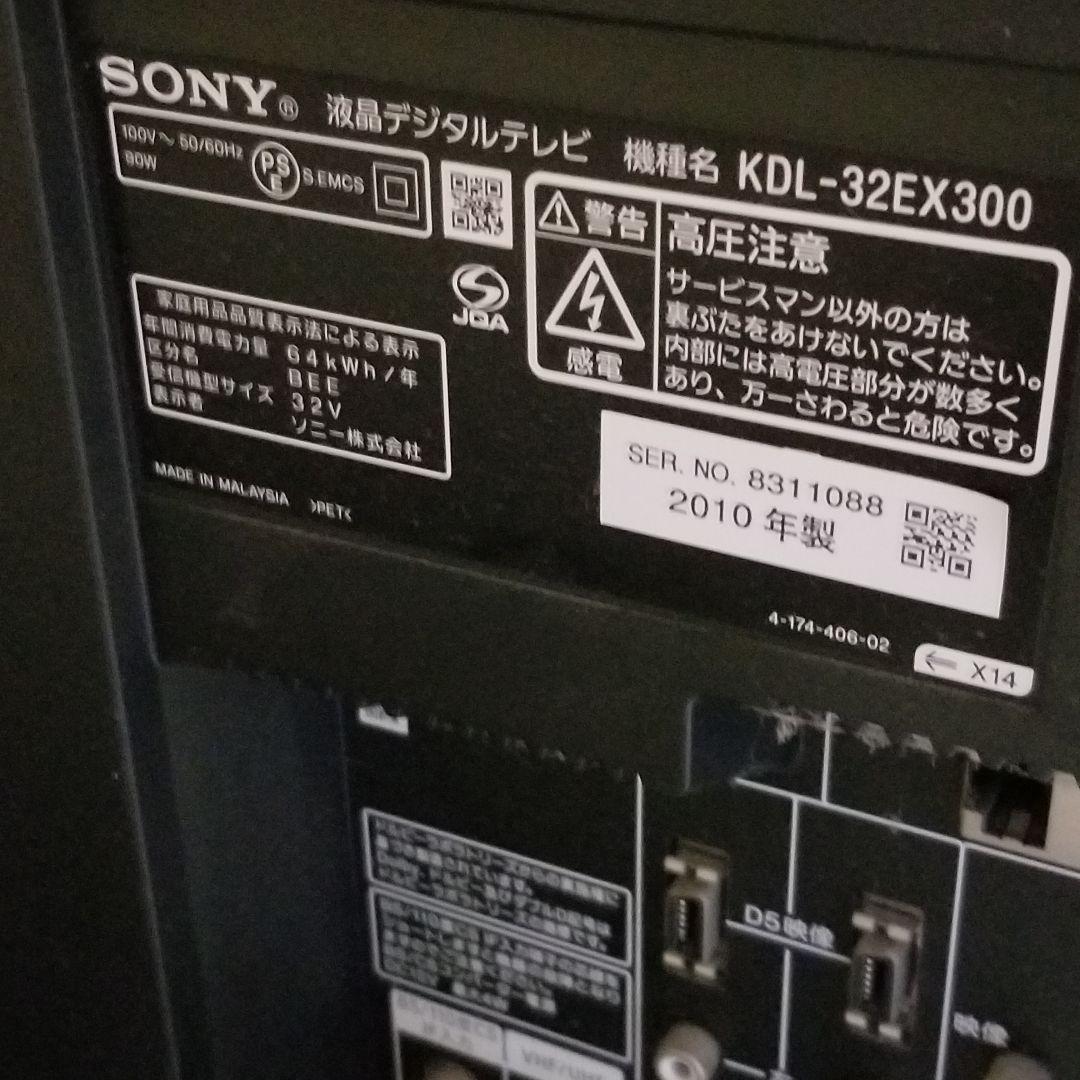 SONY® 液晶デジタルテレビ 機種名 KDL-32EX300
100V～ 50/60Hz
90W
PS
E
S.EMCS
JQA
警告
感電
高圧注意
サービスマン以外の方は
裏ぶたをあけないでください。
内部には高電圧部分が数多く
あり、万一さわると危険です。
家庭用品品質表示法による表示
年間消費電力量 64kWh/年
区分名 BEE
受信機型サイズ 32V
表示者 ソニー株式会社
MADE IN MALAYSIA >PET<
SER. NO. 8311088
2010 年製
4-174-406-02
← X14
D5映像
映像